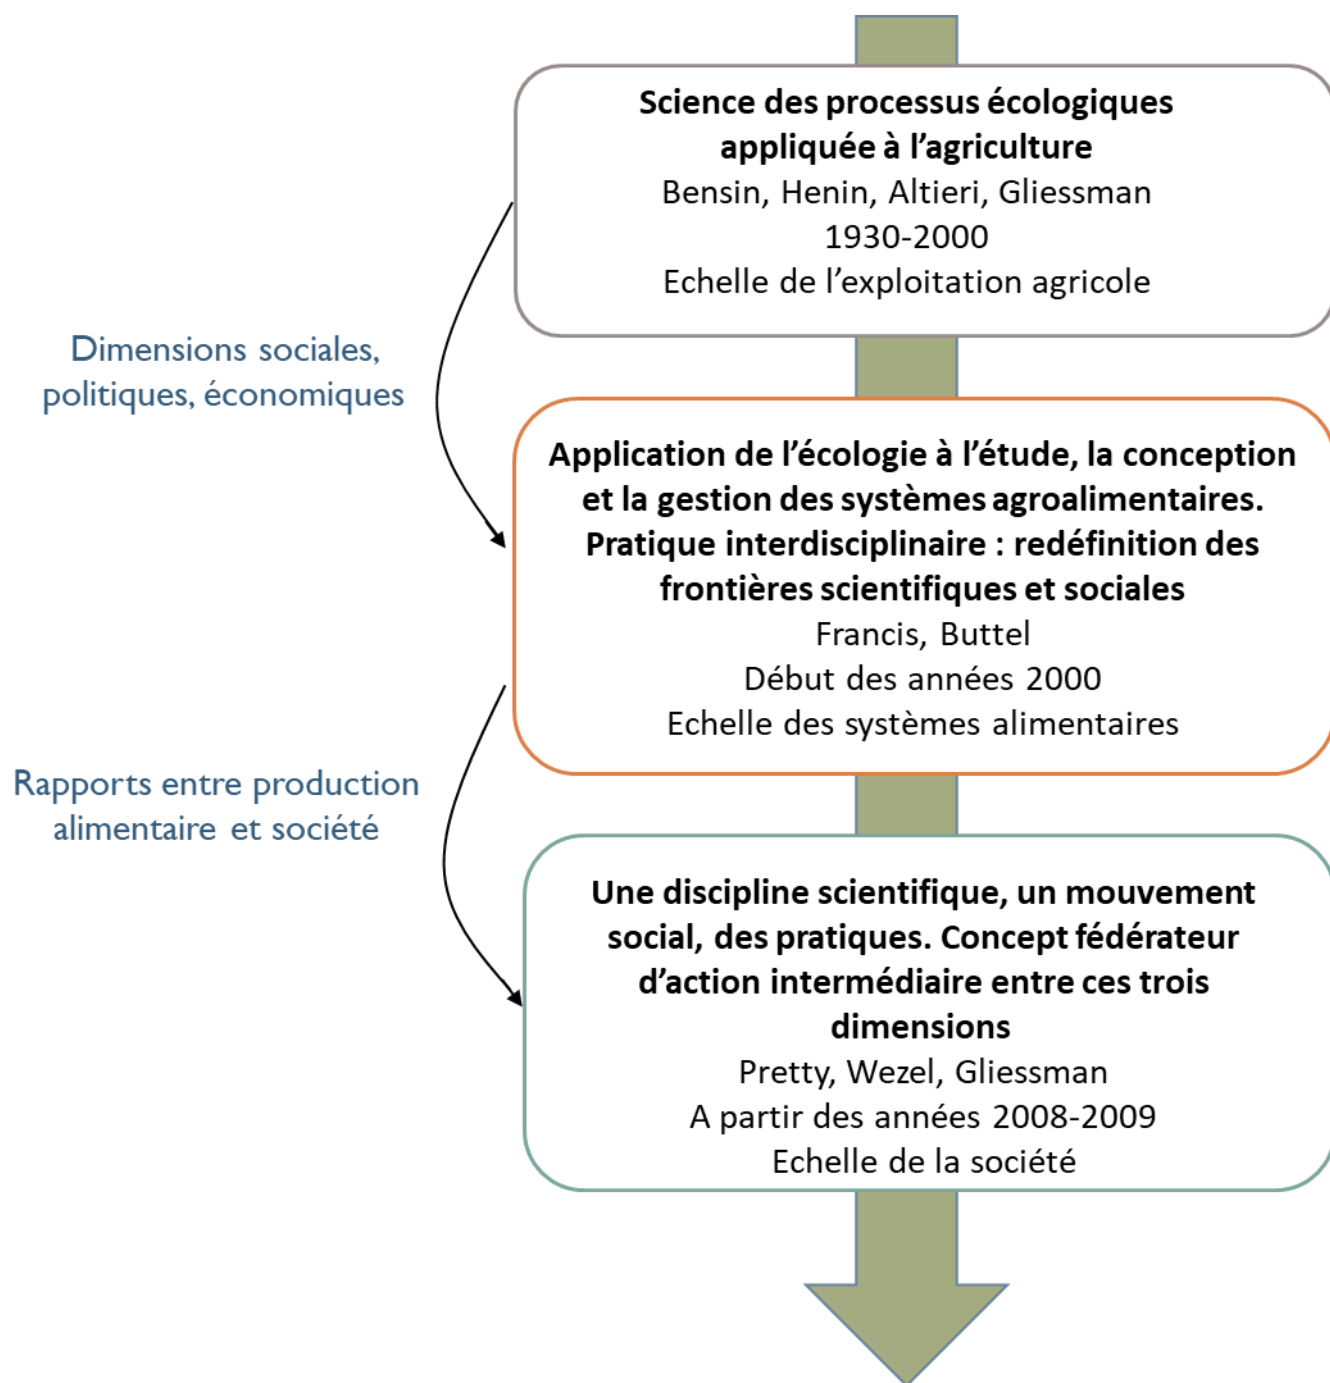 Science des processus écologiques
appliquée à l’agriculture
Bensin, Henin, Altieri, Gliessman
1930-2000
Echelle de l’exploitation agricole
Dimensions sociales,
politiques, économiques
Application de l’écologie à l’étude, la conception
et la gestion des systèmes agroalimentaires.
Pratique interdisciplinaire : redéfinition des
frontières scientifiques et sociales
Francis, Buttel
Début des années 2000
Echelle des systèmes alimentaires
Rapports entre production
alimentaire et société
Une discipline scientifique, un mouvement
social, des pratiques. Concept fédérateur
d’action intermédiaire entre ces trois
dimensions
Pretty, Wezel, Gliessman
A partir des années 2008-2009
Echelle de la société